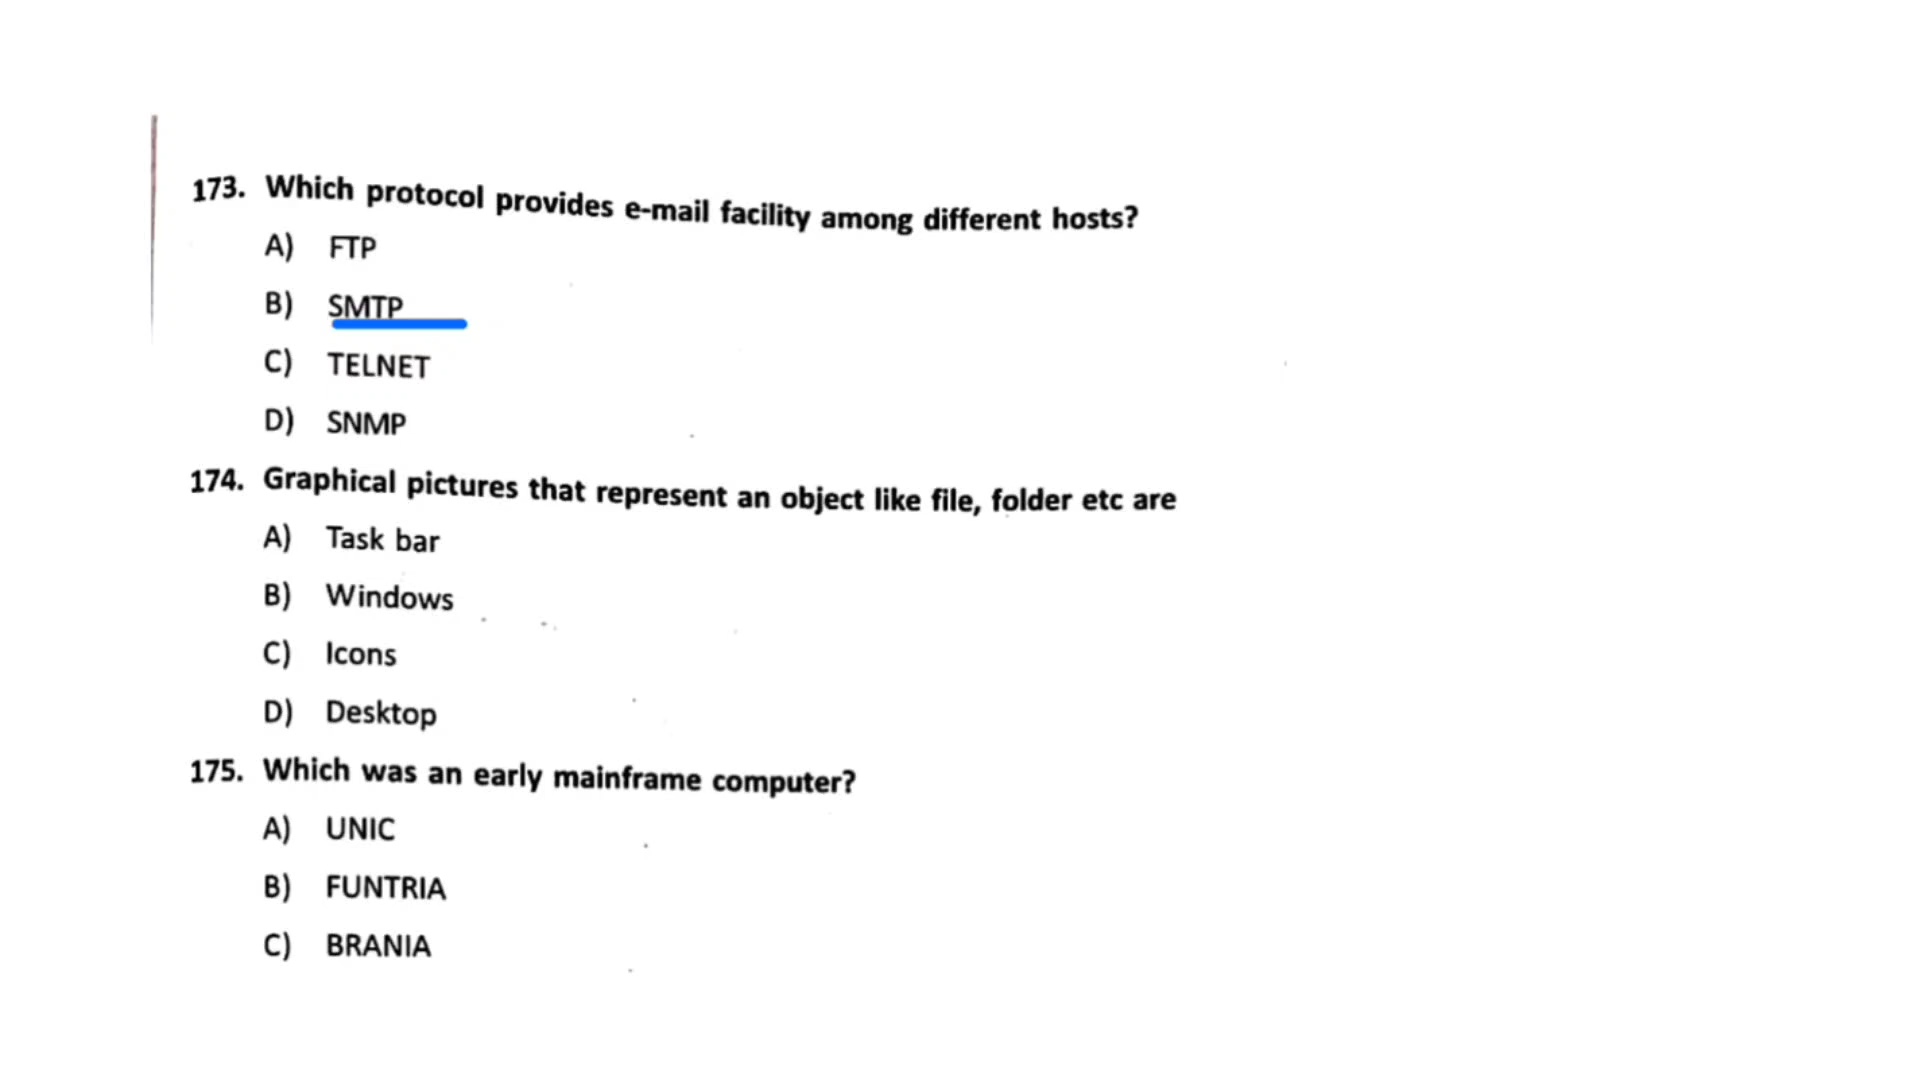 173. Which protocol provides e-mail facility among different hosts?
A) FTP
B) SMTP
C) TELNET
D) SNMP
174. Graphical pictures that represent an object like file, folder etc are
A) Task bar
B) Windows
C) Icons
D) Desktop
175. Which was an early mainframe computer?
A) UNIC
B) FUNTRIA
C) BRANIA